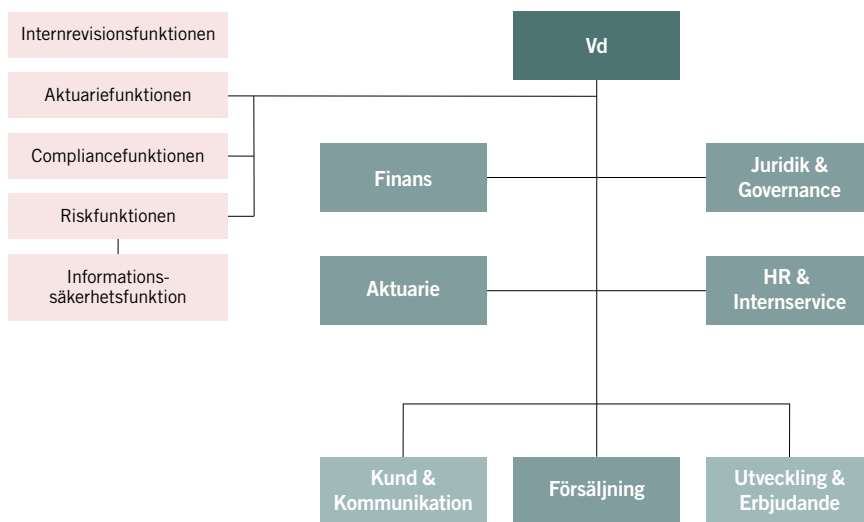 Internrevisionsfunktionen
Aktuariefunktionen
Compliancefunktionen
Riskfunktionen
Informations-
säkerhetsfunktion
Vd
Finans
Juridik &
Governance
Aktuarie
HR &
Internservice
Kund &
Kommunikation
Försäljning
Utveckling &
Erbjudande